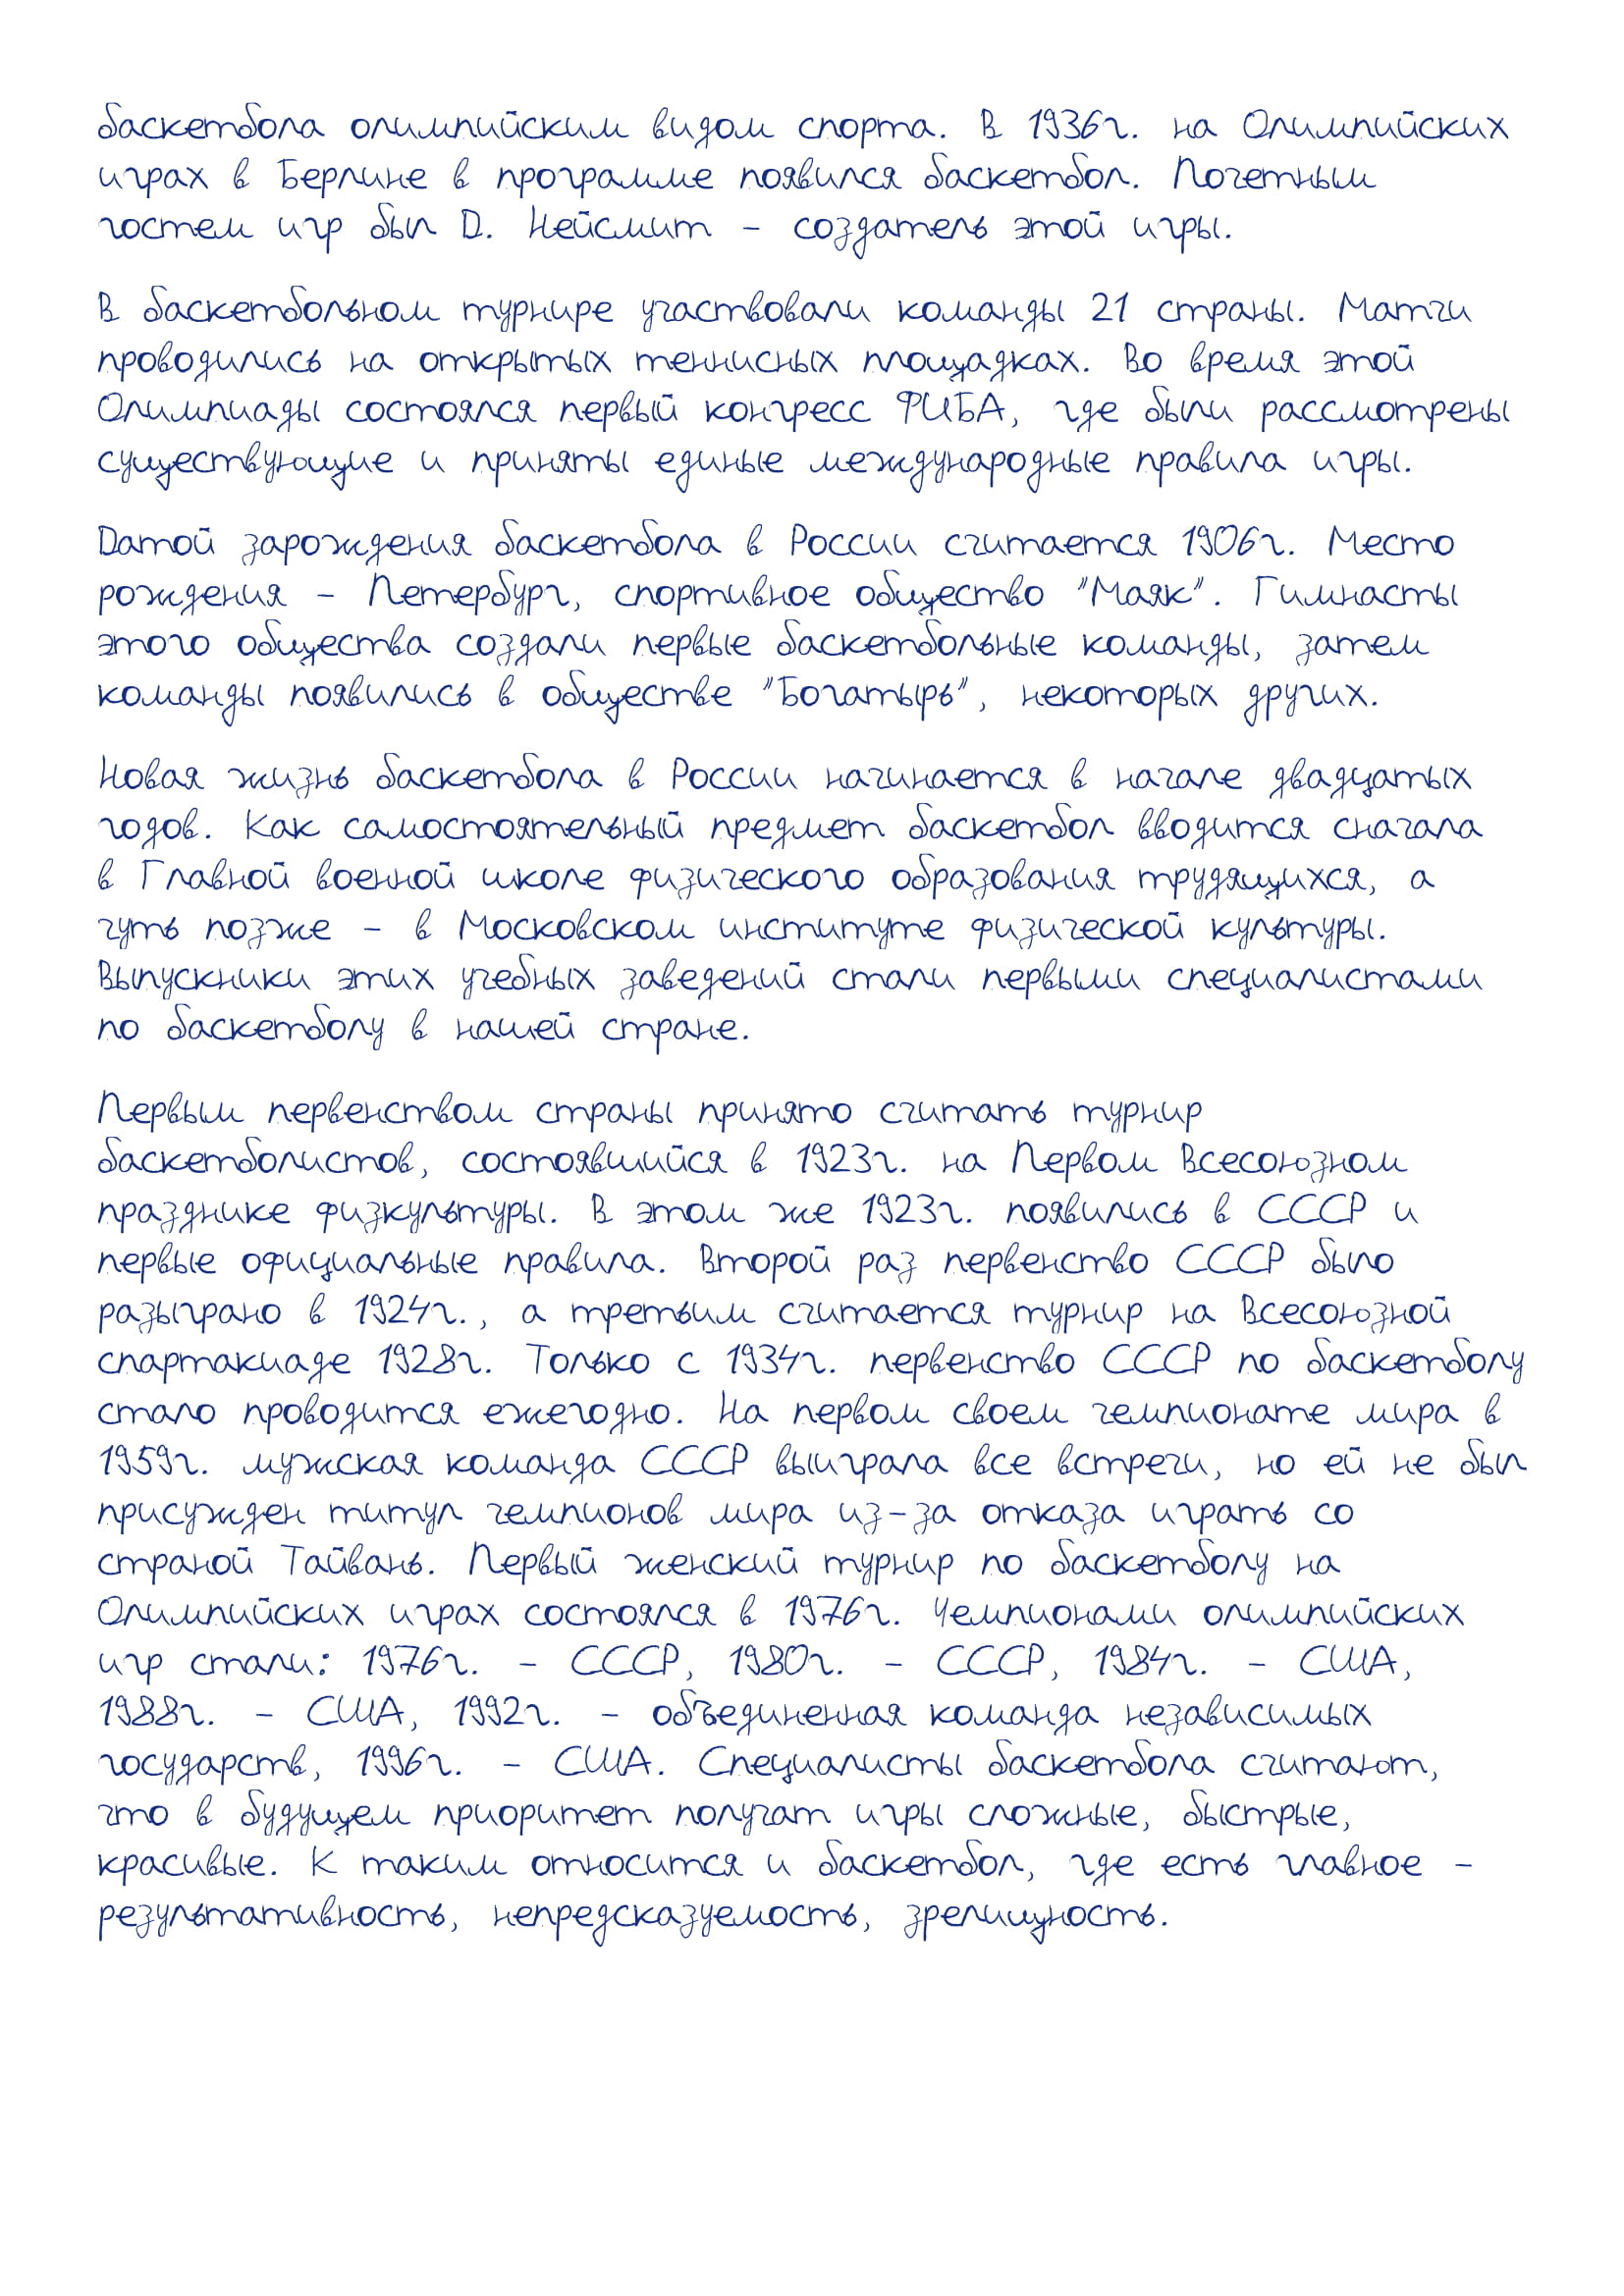 баскетбола олимпийским видом спорта. В 1936г. на Олимпийских
играх в Берлине в программе появился баскетбол. Почетным
гостем игр был D. Нейсмит - создатель этой игры.
В баскетбольном турнире участвовали команды 21 страны. Матчи
проводились на открытых теннисных площадках. Во время этой
Олимпиады состоялся первый конгресс ФИБА, где были рассмотрены
существующие и приняты единые международные правила игры.
Датой зарождения баскетбола в России считается 1906г. Место
рождения - Петербург, спортивное общество "Маяк". Гимнасты
этого общества создали первые баскетбольные команды, затем
команды появились в обществе "Богатырь", некоторых других.
Новая жизнь баскетбола в России начинается в начале двадцатых
годов. Как самостоятельный предмет баскетбол вводится сначала
в Главной военной школе физического образования трудящихся, а
чуть позже - в Московском институте физической культуры.
Выпускники этих учебных заведений стали первыми специалистами
по баскетболу в нашей стране.
Первым первенством страны принято считать турнир
баскетболистов, состоявшийся в 1923г. на Первом Всесоюзном
празднике физкультуры. В этом же 1923г. появились в СССР и
первые официальные правила. Второй раз первенство СССР было
разыграно в 1924г., а третьим считается турнир на Всесоюзной
спартакиаде 1928г. Только с 1934г. первенство СССР по баскетболу
стало проводится ежегодно. На первом своем чемпионате мира в
1959г. мужская команда СССР выиграла все встречи, но ей не был
присужден титул чемпионов мира из-за отказа играть со
страной Тайвань. Первый женский турнир по баскетболу на
Олимпийских играх состоялся в 1976г. Чемпионами олимпийских
игр стали: 1976г. - СССР, 1980г. - СССР, 1984г. - США,
1988г. - США, 1992г. - объединенная команда независимых
государств, 1996г. - США. Специалисты баскетбола считают,
что в будущем приоритет получат игры сложные, быстрые,
красивые. К таким относится и баскетбол, где есть главное -
результативность, непредсказуемость, зрелищность.